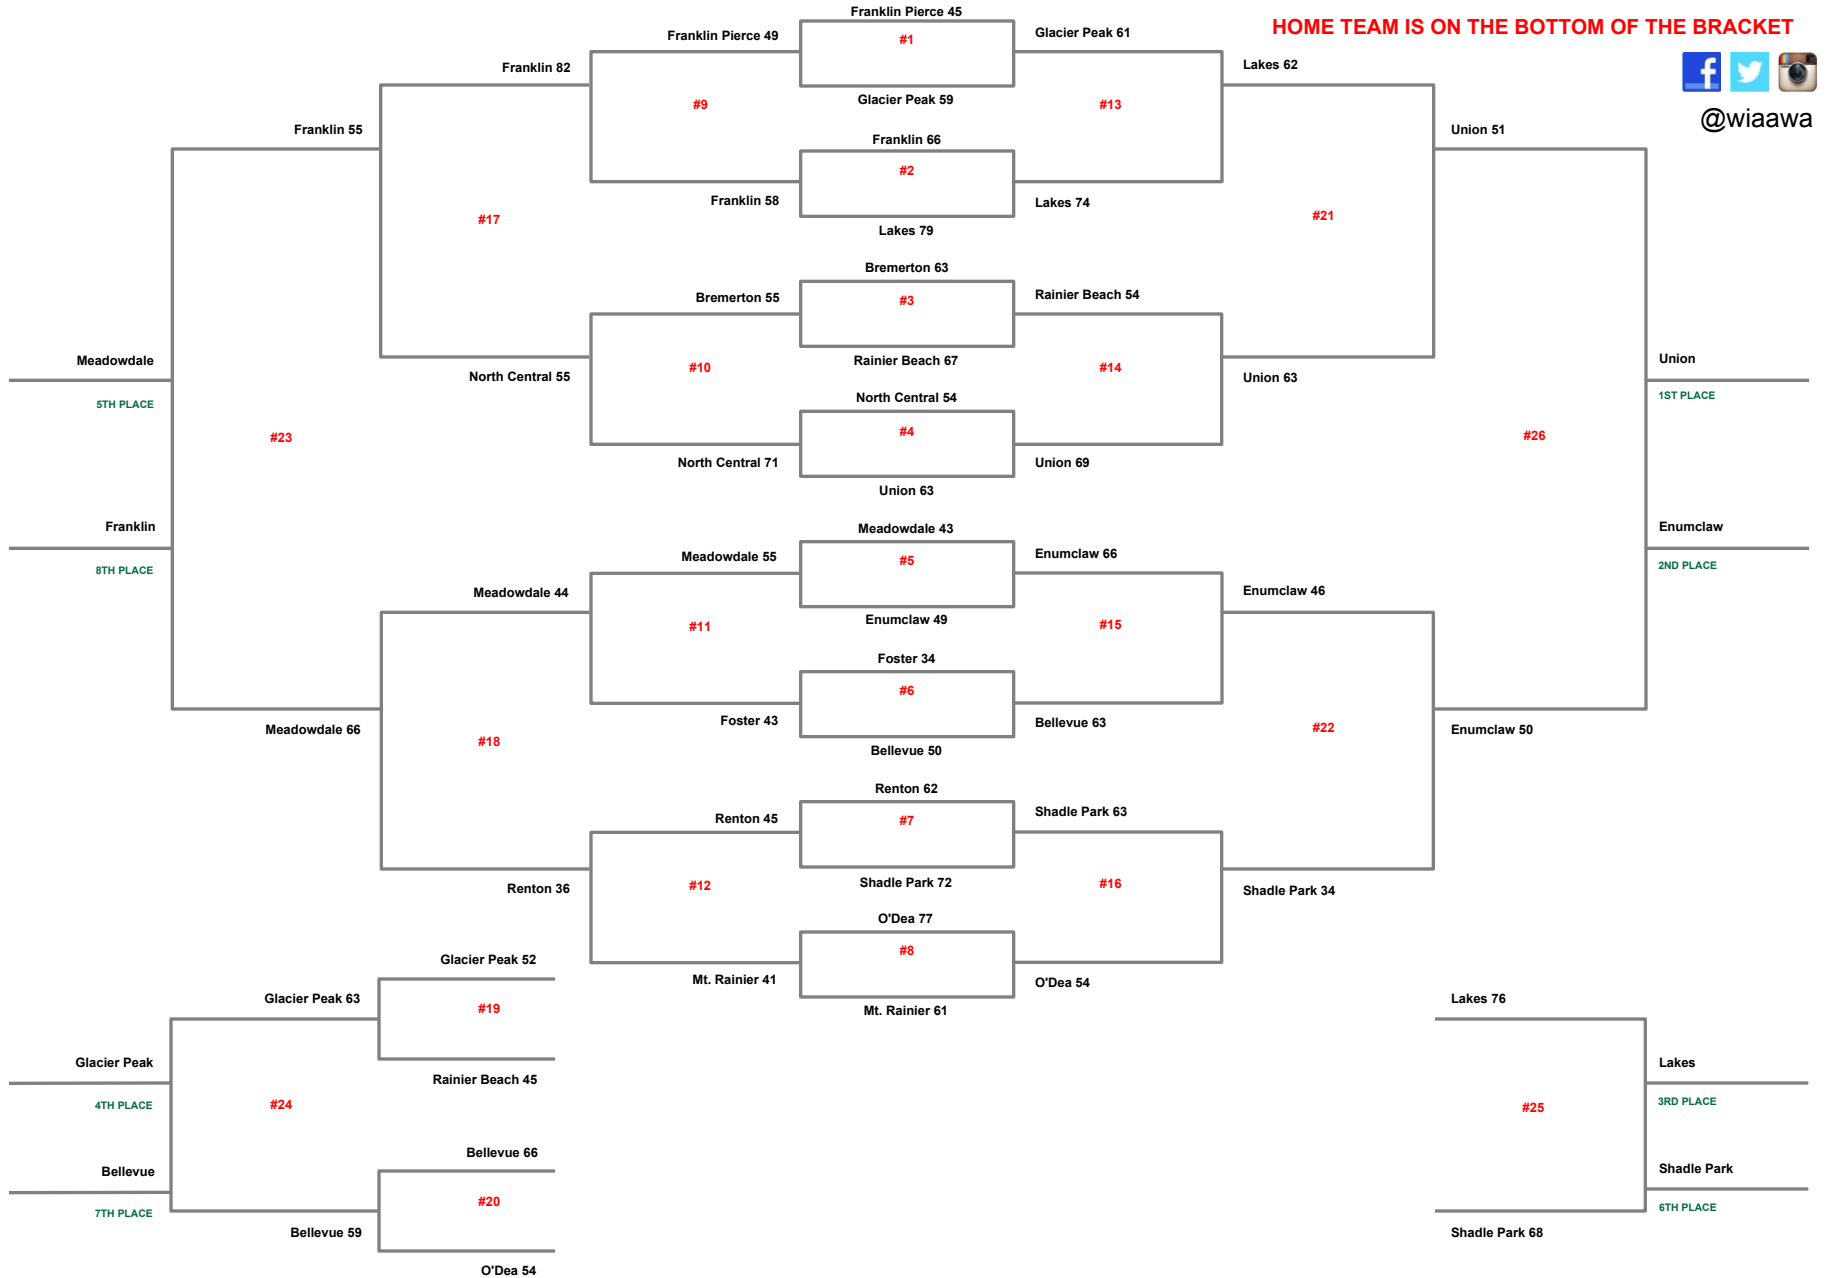 Franklin Pierce 45
HOME TEAM IS ON THE BOTTOM OF THE BRACKET
Franklin Pierce 49
#1
Glacier Peak 61
Franklin 82
Lakes 62
#9
Glacier Peak 59
#13
@wiaawa
Franklin 55
Franklin 66
Union 51
#2
Franklin 58
Lakes 74
#17
#21
Lakes 79
Bremerton 63
Bremerton 55
#3
Rainier Beach 54
Meadowdale
Rainier Beach 67
Union
North Central 55
#10
#14
Union 63
5TH PLACE
North Central 54
1ST PLACE
#23
#4
#26
North Central 71
Union 69
Union 63
Franklin
Meadowdale 43
Enumclaw
Meadowdale 55
#5
Enumclaw 66
8TH PLACE
2ND PLACE
Meadowdale 44
Enumclaw 46
#11
Enumclaw 49
#15
Foster 34
#6
Foster 43
Bellevue 63
Meadowdale 66
#18
#22
Enumclaw 50
Bellevue 50
Renton 62
Renton 45
#7
Shadle Park 63
Renton 36
#12
Shadle Park 72
#16
Shadle Park 34
O'Dea 77
#8
Glacier Peak 52
Mt. Rainier 41
O'Dea 54
Glacier Peak 63
#19
Mt. Rainier 61
Lakes 76
Glacier Peak
Lakes
Rainier Beach 45
4TH PLACE
#24
#25
3RD PLACE
Bellevue 66
Bellevue
Shadle Park
#20
7TH PLACE
6TH PLACE
Bellevue 59
Shadle Park 68
O'Dea 54